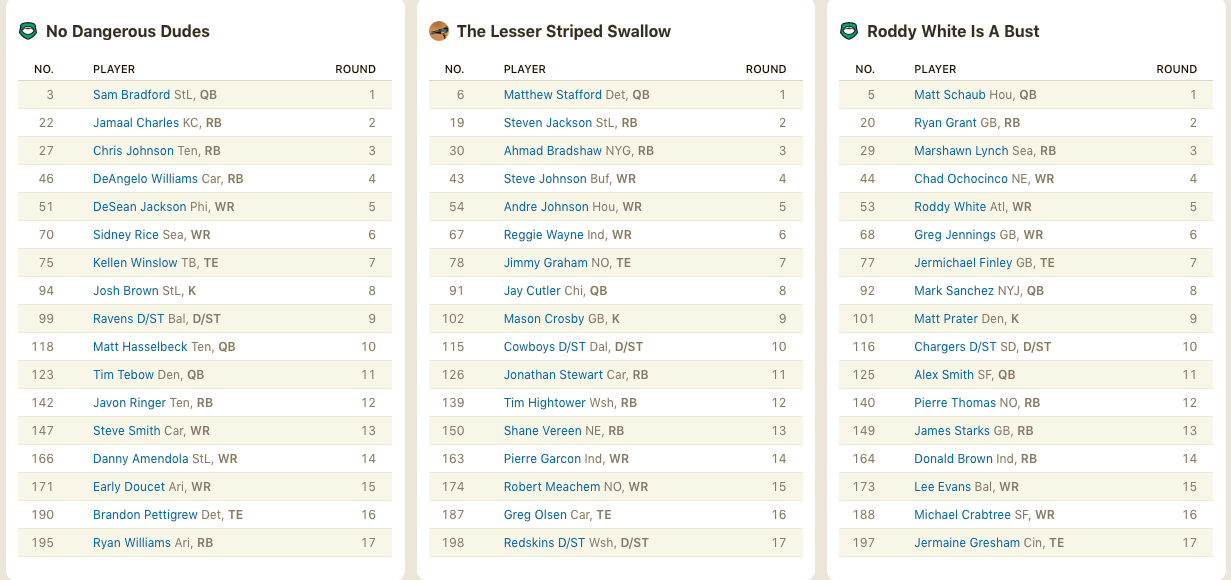 No Dangerous Dudes
NO. PLAYER ROUND
3 Sam Bradford StL, QB 1
22 Jamaal Charles KC, RB 2
27 Chris Johnson Ten, RB 3
46 DeAngelo Williams Car, RB 4
51 DeSean Jackson Phi, WR 5
70 Sidney Rice Sea, WR 6
75 Kellen Winslow TB, TE 7
94 Josh Brown StL, K 8
99 Ravens D/ST Bal, D/ST 9
118 Matt Hasselbeck Ten, QB 10
123 Tim Tebow Den, QB 11
142 Javon Ringer Ten, RB 12
147 Steve Smith Car, WR 13
166 Danny Amendola StL, WR 14
171 Early Doucet Ari, WR 15
190 Brandon Pettigrew Det, TE 16
195 Ryan Williams Ari, RB 17
The Lesser Striped Swallow
NO. PLAYER ROUND
6 Matthew Stafford Det, QB 1
19 Steven Jackson StL, RB 2
30 Ahmad Bradshaw NYG, RB 3
43 Steve Johnson Buf, WR 4
54 Andre Johnson Hou, WR 5
67 Reggie Wayne Ind, WR 6
78 Jimmy Graham NO, TE 7
91 Jay Cutler Chi, QB 8
102 Mason Crosby GB, K 9
115 Cowboys D/ST Dal, D/ST 10
126 Jonathan Stewart Car, RB 11
139 Tim Hightower Wsh, RB 12
150 Shane Vereen NE, RB 13
163 Pierre Garcon Ind, WR 14
174 Robert Meachem NO, WR 15
187 Greg Olsen Car, TE 16
198 Redskins D/ST Wsh, D/ST 17
Roddy White Is A Bust
NO. PLAYER ROUND
5 Matt Schaub Hou, QB 1
20 Ryan Grant GB, RB 2
29 Marshawn Lynch Sea, RB 3
44 Chad Ochocinco NE, WR 4
53 Roddy White Atl, WR 5
68 Greg Jennings GB, WR 6
77 Jermichael Finley GB, TE 7
92 Mark Sanchez NYJ, QB 8
101 Matt Prater Den, K 9
116 Chargers D/ST SD, D/ST 10
125 Alex Smith SF, QB 11
140 Pierre Thomas NO, RB 12
149 James Starks GB, RB 13
164 Donald Brown Ind, RB 14
173 Lee Evans Bal, WR 15
188 Michael Crabtree SF, WR 16
197 Jermaine Gresham Cin, TE 17